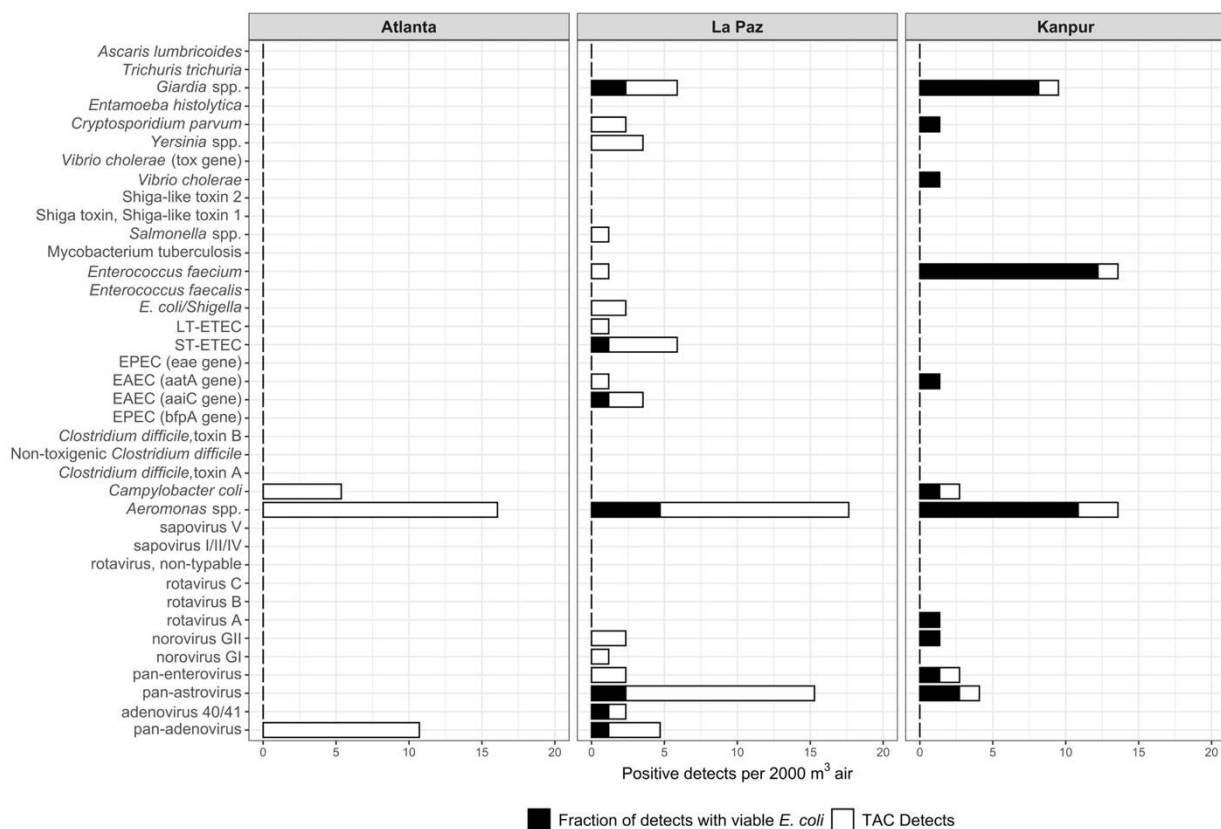 Atlanta La Paz Kanpur
Ascaris lumbricoides
Trichuris trichuria
Giardia spp.
Entamoeba histolytica
Cryptosporidium parvum
Yersinia spp.
Vibrio cholerae (tox gene)
Vibrio cholerae
Shiga-like toxin 2
Shiga toxin, Shiga-like toxin 1
Salmonella spp.
Mycobacterium tuberculosis
Enterococcus faecium
Enterococcus faecalis
E. coli/Shigella
LT-ETEC
ST-ETEC
EPEC (eae gene)
EAEC (aatA gene)
EAEC (aaiC gene)
EPEC (bfpA gene)
Clostridium difficile,toxin B
Non-toxigenic Clostridium difficile
Clostridium difficile,toxin A
Campylobacter coli
Aeromonas spp.
sapovirus V
sapovirus I/II/IV
rotavirus, non-typable
rotavirus C
rotavirus B
rotavirus A
norovirus GII
norovirus GI
pan-enterovirus
pan-astrovirus
adenovirus 40/41
pan-adenovirus
0 5 10 15 20 0 5 10 15 20 0 5 10 15 20
Positive detects per 2000 m³ air
Fraction of detects with viable E. coli TAC Detects